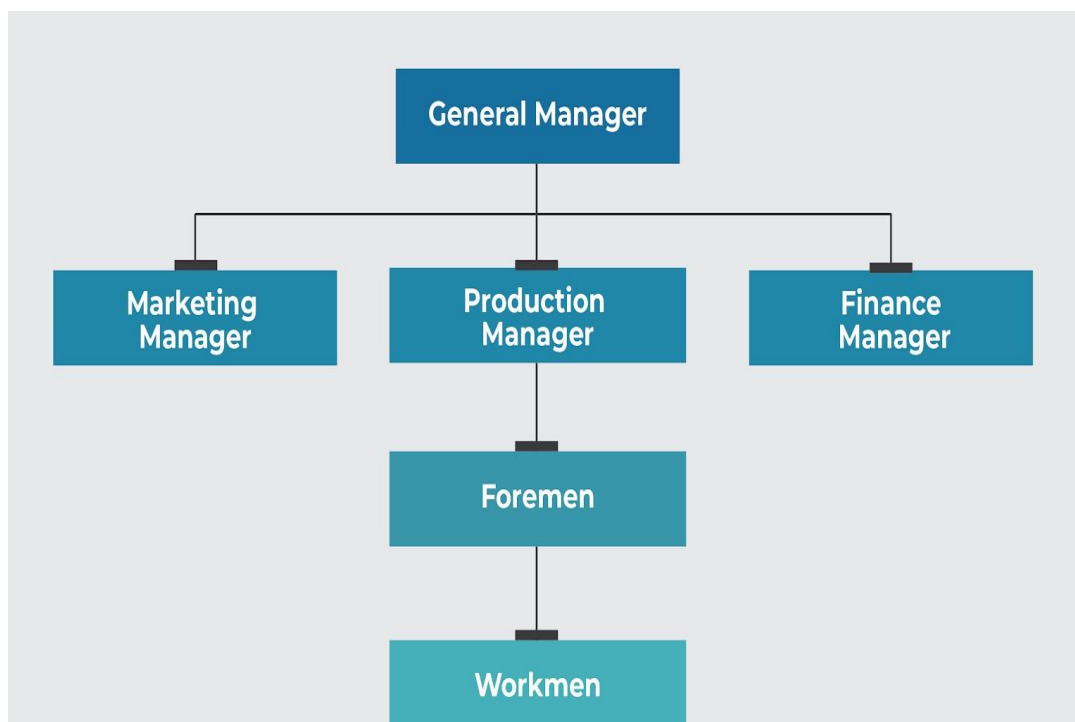 General Manager
Marketing
Manager
Production
Manager
Finance
Manager
Foremen
Workmen